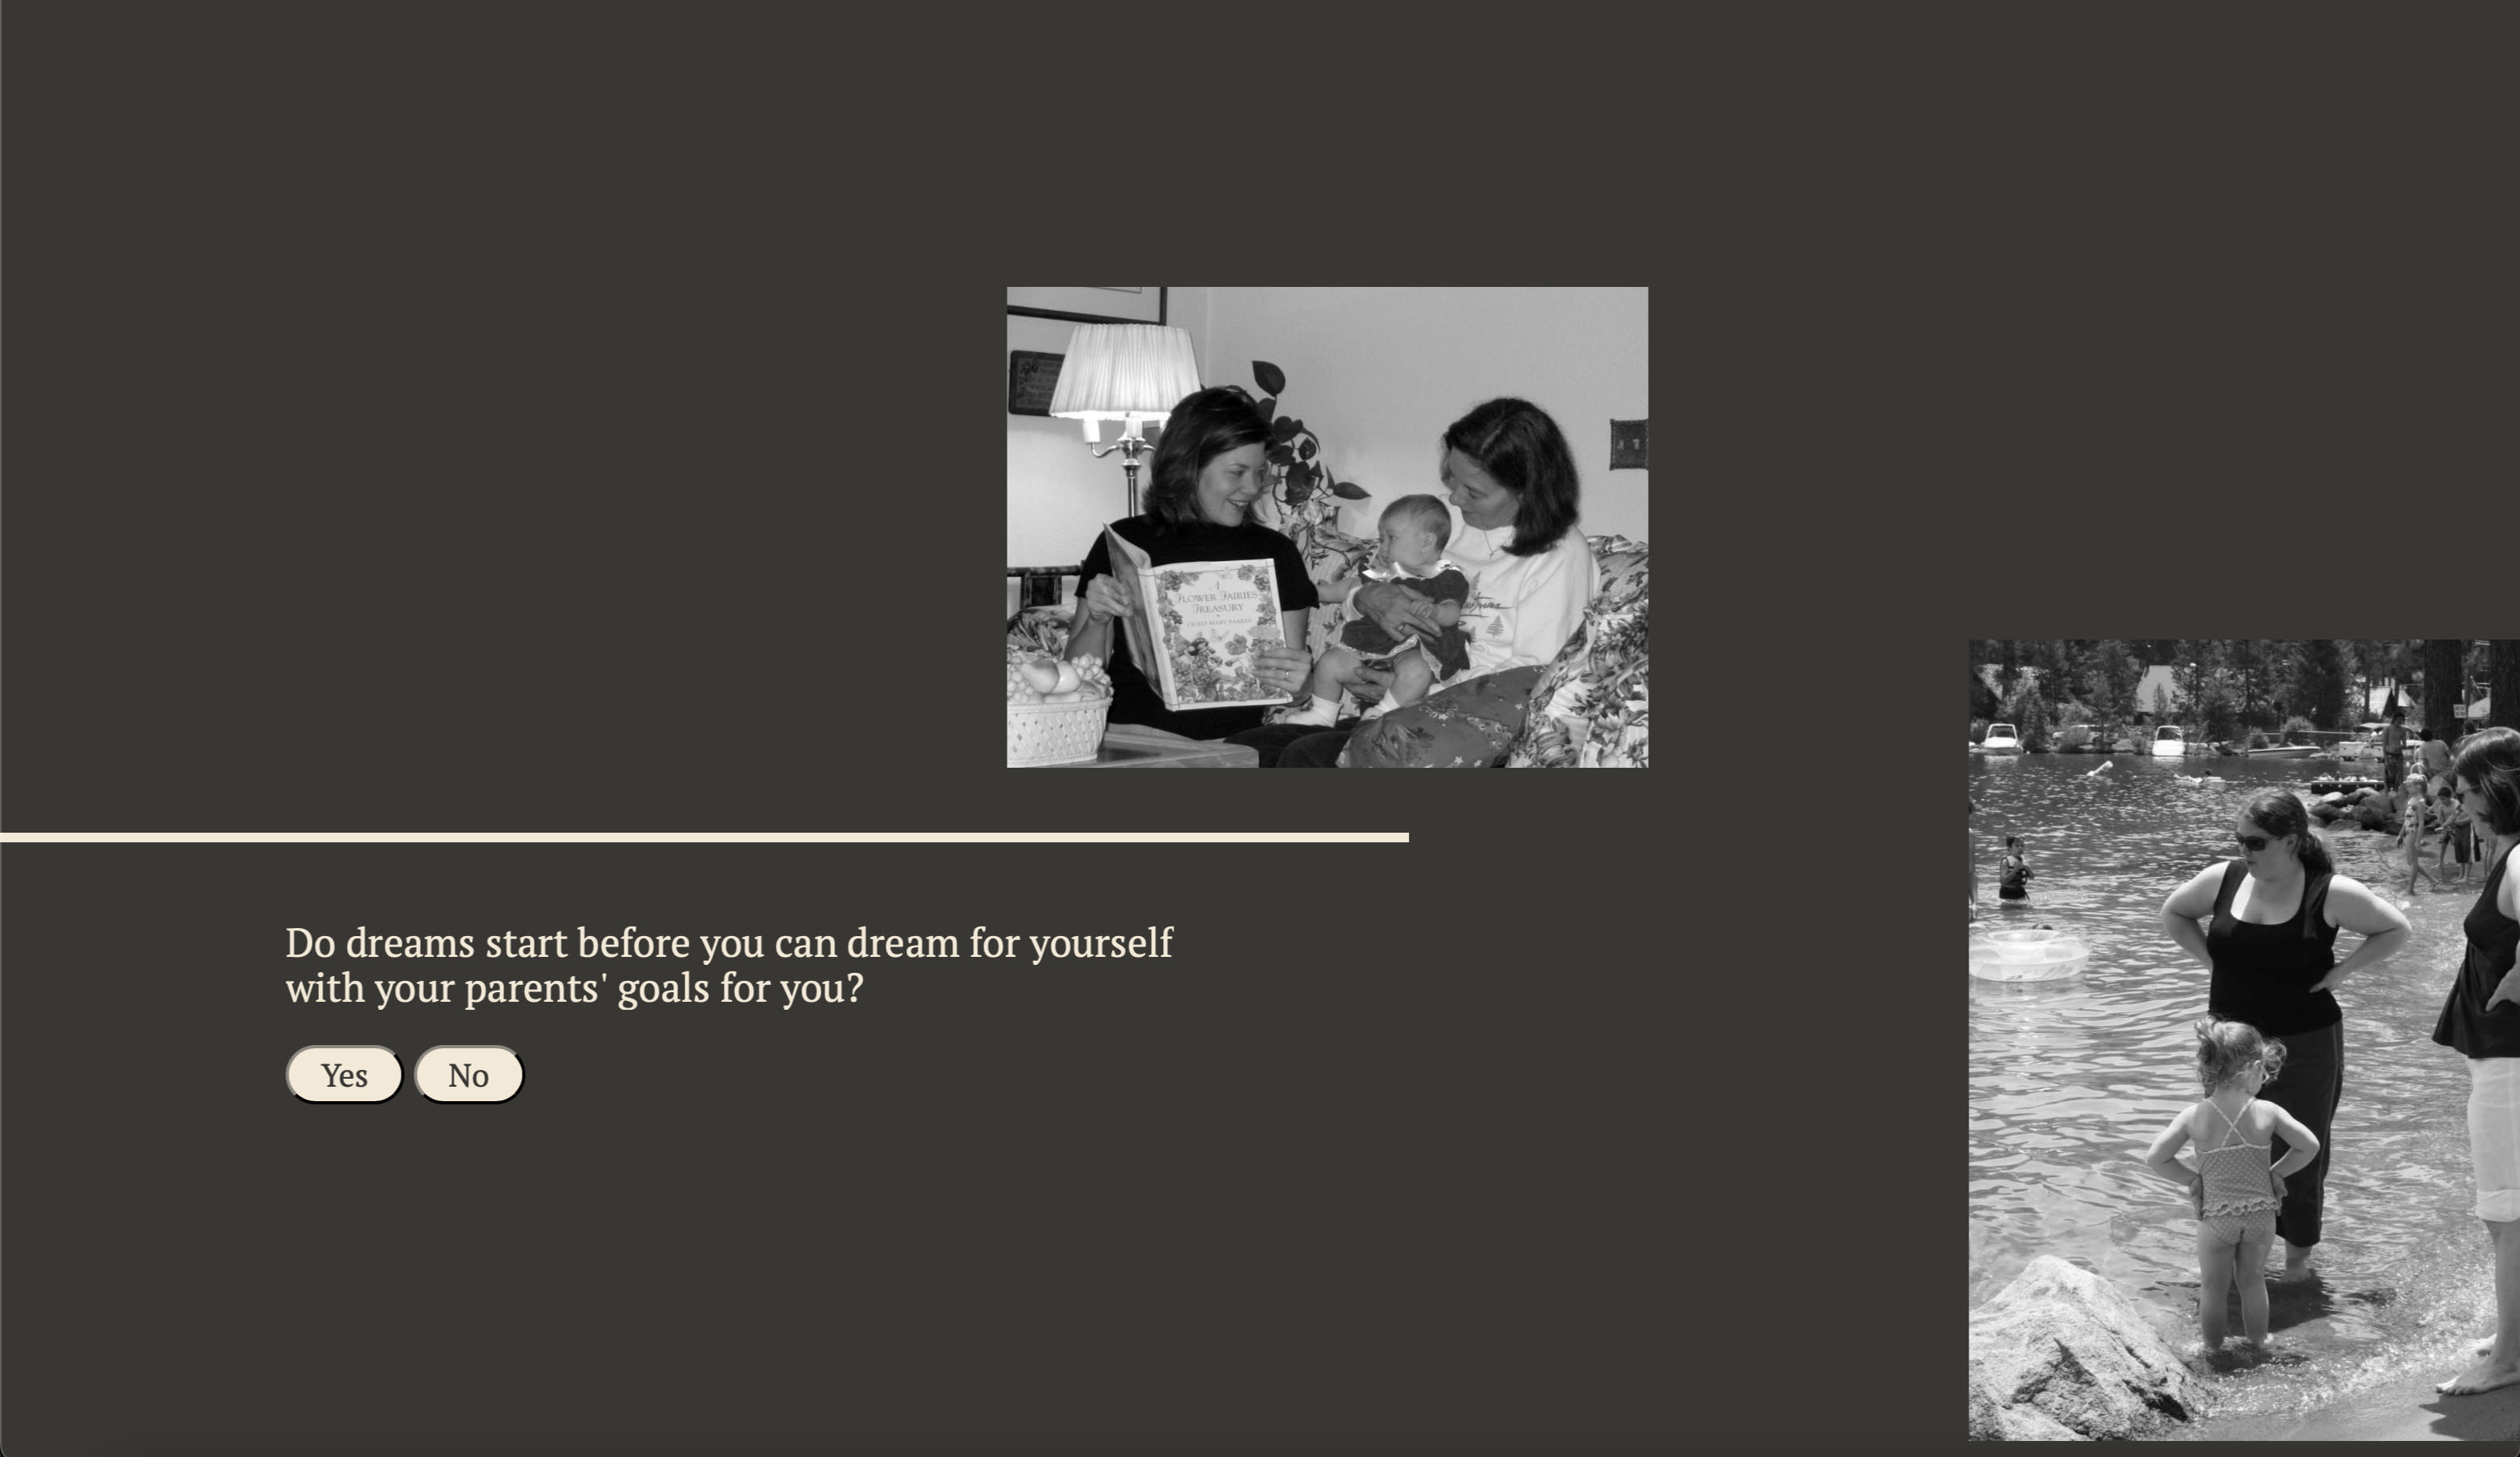 A
FLOWER FAIRIES
TREASURY
CICELY MARY BARKER
Do dreams start before you can dream for yourself
with your parents' goals for you?
Yes
No